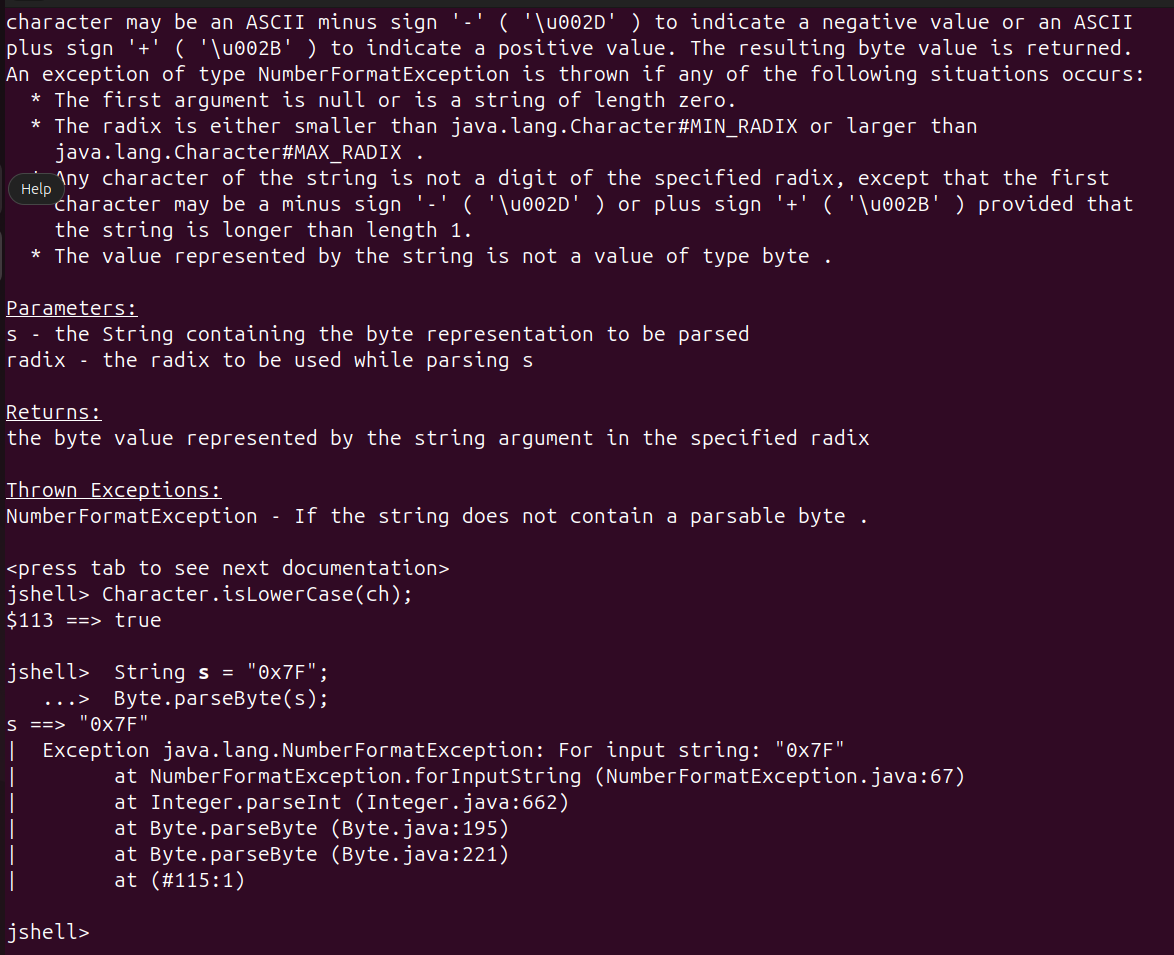 character may be an ASCII minus sign '-' ( '\u002D' ) to indicate a negative value or an ASCII
plus sign '+' ( '\u002B' ) to indicate a positive value. The resulting byte value is returned.
An exception of type NumberFormatException is thrown if any of the following situations occurs:
  * The first argument is null or is a string of length zero.
  * The radix is either smaller than java.lang.Character#MIN_RADIX or larger than
    java.lang.Character#MAX_RADIX .
Help
    Any character of the string is not a digit of the specified radix, except that the first
    character may be a minus sign '-' ( '\u002D' ) or plus sign '+' ( '\u002B' ) provided that
    the string is longer than length 1.
  * The value represented by the string is not a value of type byte .

Parameters:
s - the String containing the byte representation to be parsed
radix - the radix to be used while parsing s

Returns:
the byte value represented by the string argument in the specified radix

Thrown Exceptions:
NumberFormatException - If the string does not contain a parsable byte .

<press tab to see next documentation>
jshell> Character.isLowerCase(ch);
$113 ==> true

jshell>  String s = "0x7F";
   ...>  Byte.parseByte(s);
s ==> "0x7F"
|  Exception java.lang.NumberFormatException: For input string: "0x7F"
|        at NumberFormatException.forInputString (NumberFormatException.java:67)
|        at Integer.parseInt (Integer.java:662)
|        at Byte.parseByte (Byte.java:195)
|        at Byte.parseByte (Byte.java:221)
|        at (#115:1)

jshell>